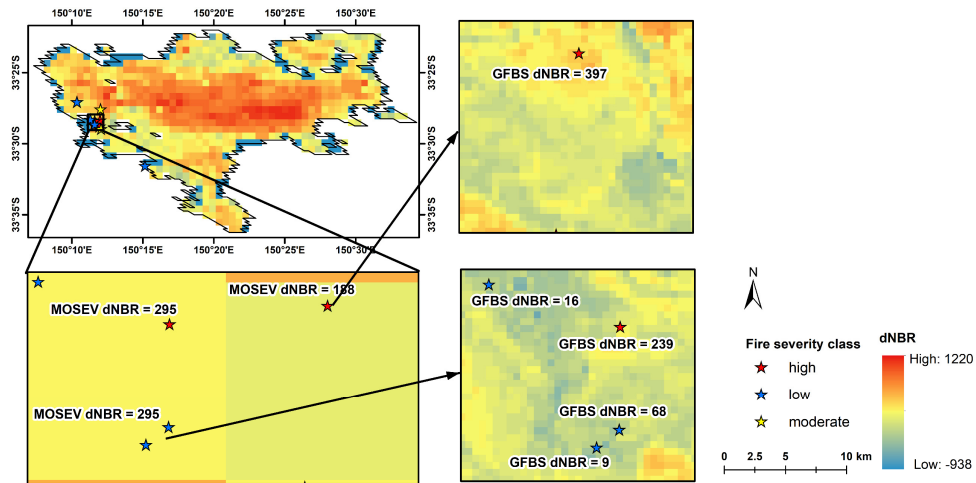 150°10'E 150°15'E 150°20'E 150°25'E 150°30'E
33°25'S
33°30'S
33°35'S
33°25'S
33°30'S
33°35'S
150°10'E 150°15'E 150°20'E 150°25'E 150°30'E
GFBS dNBR = 397
MOSEV dNBR = 188
MOSEV dNBR = 295
MOSEV dNBR = 295
GFBS dNBR = 16
GFBS dNBR = 239
GFBS dNBR = 68
GFBS dNBR = 9
N
Fire severity class
high
low
moderate
dNBR
High: 1220
Low: -938
0 2.5 5 10 km